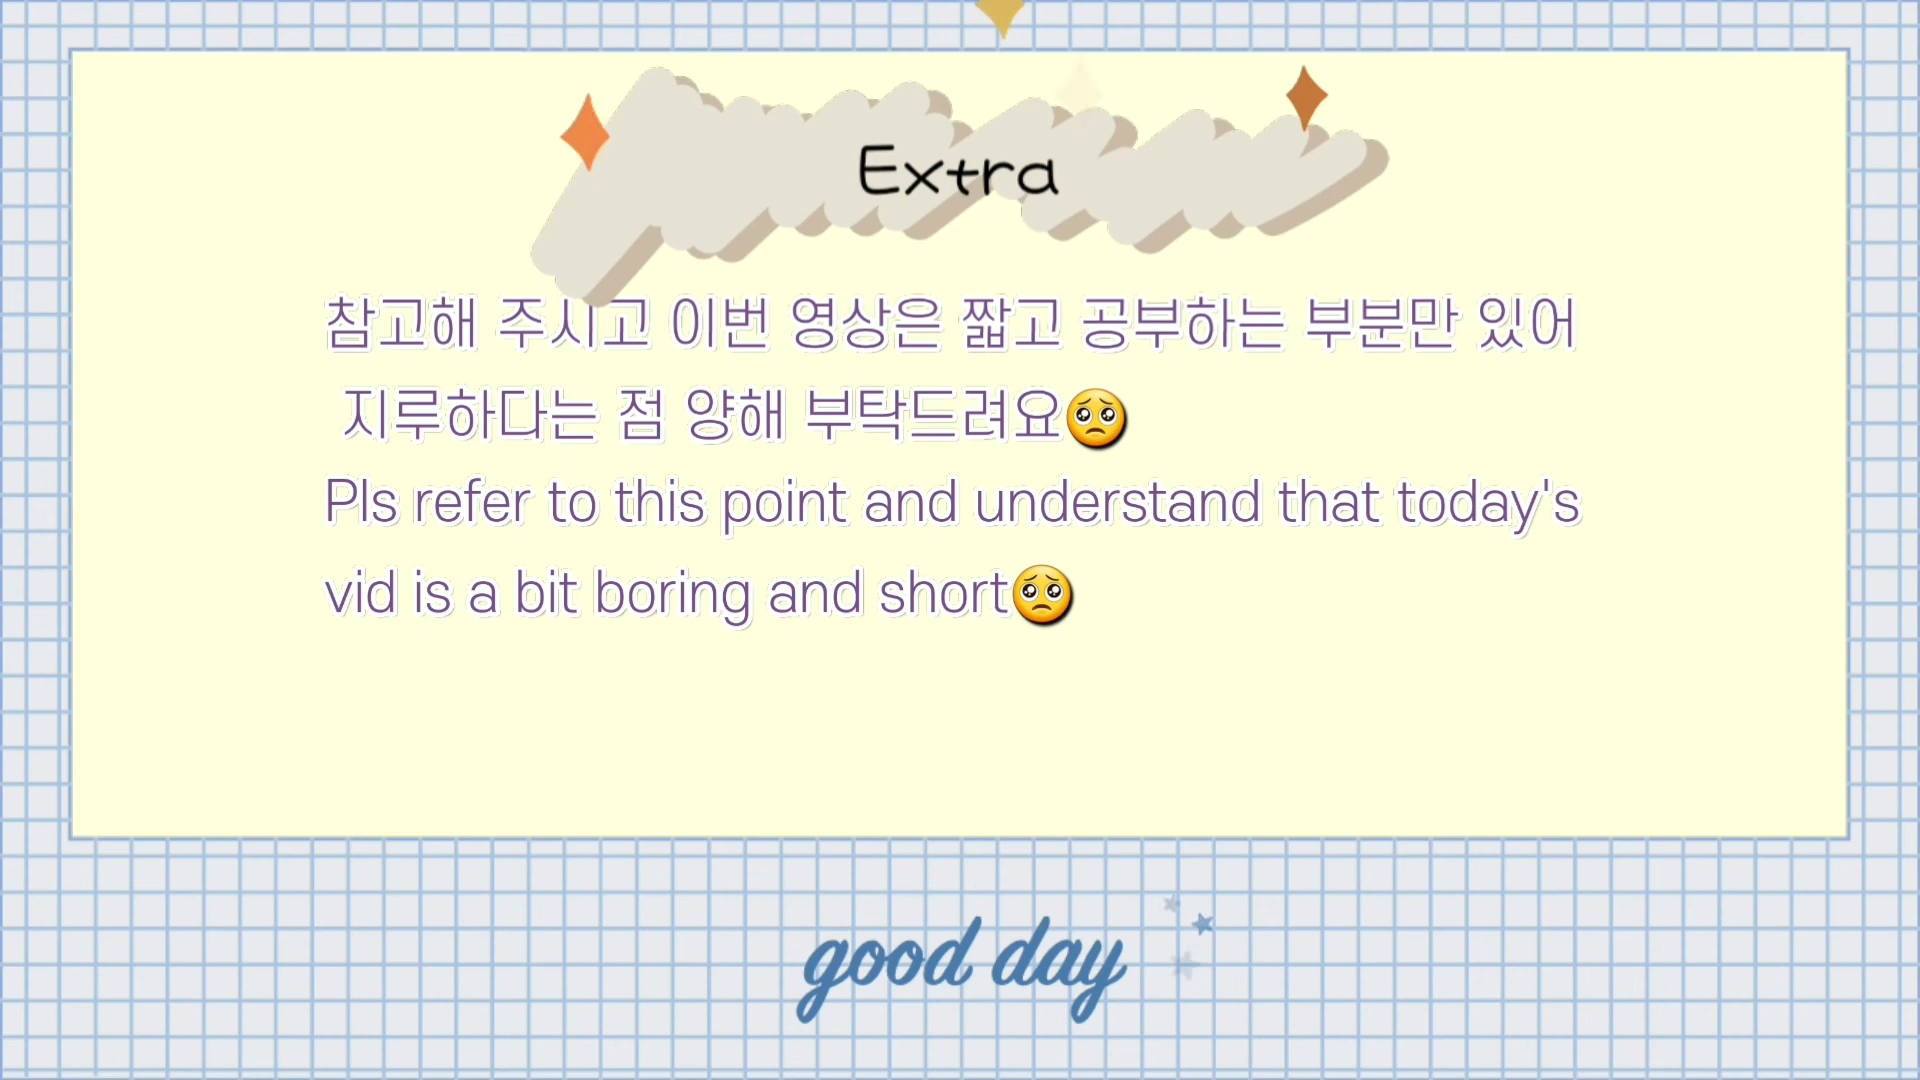 Extra
참고해 주시고 이번 영상은 짧고 공부하는 부분만 있어
지루하다는 점 양해 부탁드려요🥺
Pls refer to this point and understand that today's
vid is a bit boring and short🥺
good day